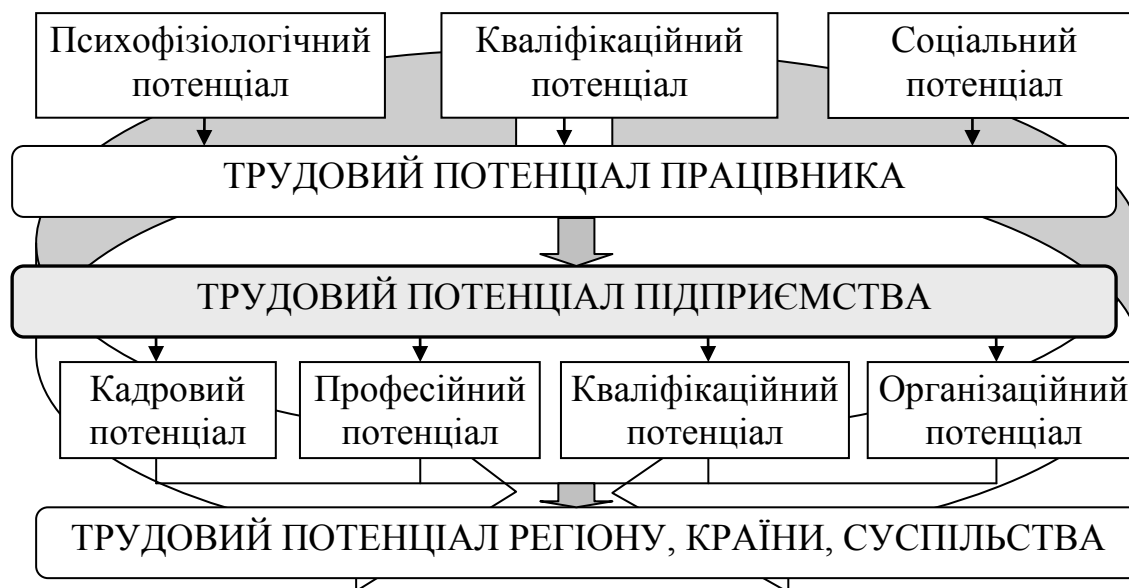 Психофізіологічний
потенціал
Кваліфікаційний
потенціал
Соціальний
потенціал
ТРУДОВИЙ ПОТЕНЦІАЛ ПРАЦІВНИКА
ТРУДОВИЙ ПОТЕНЦІАЛ ПІДПРИЄМСТВА
Кадровий
потенціал
Професійний
потенціал
Кваліфікаційний
потенціал
Організаційний
потенціал
ТРУДОВИЙ ПОТЕНЦІАЛ РЕГІОНУ, КРАЇНИ, СУСПІЛЬСТВА